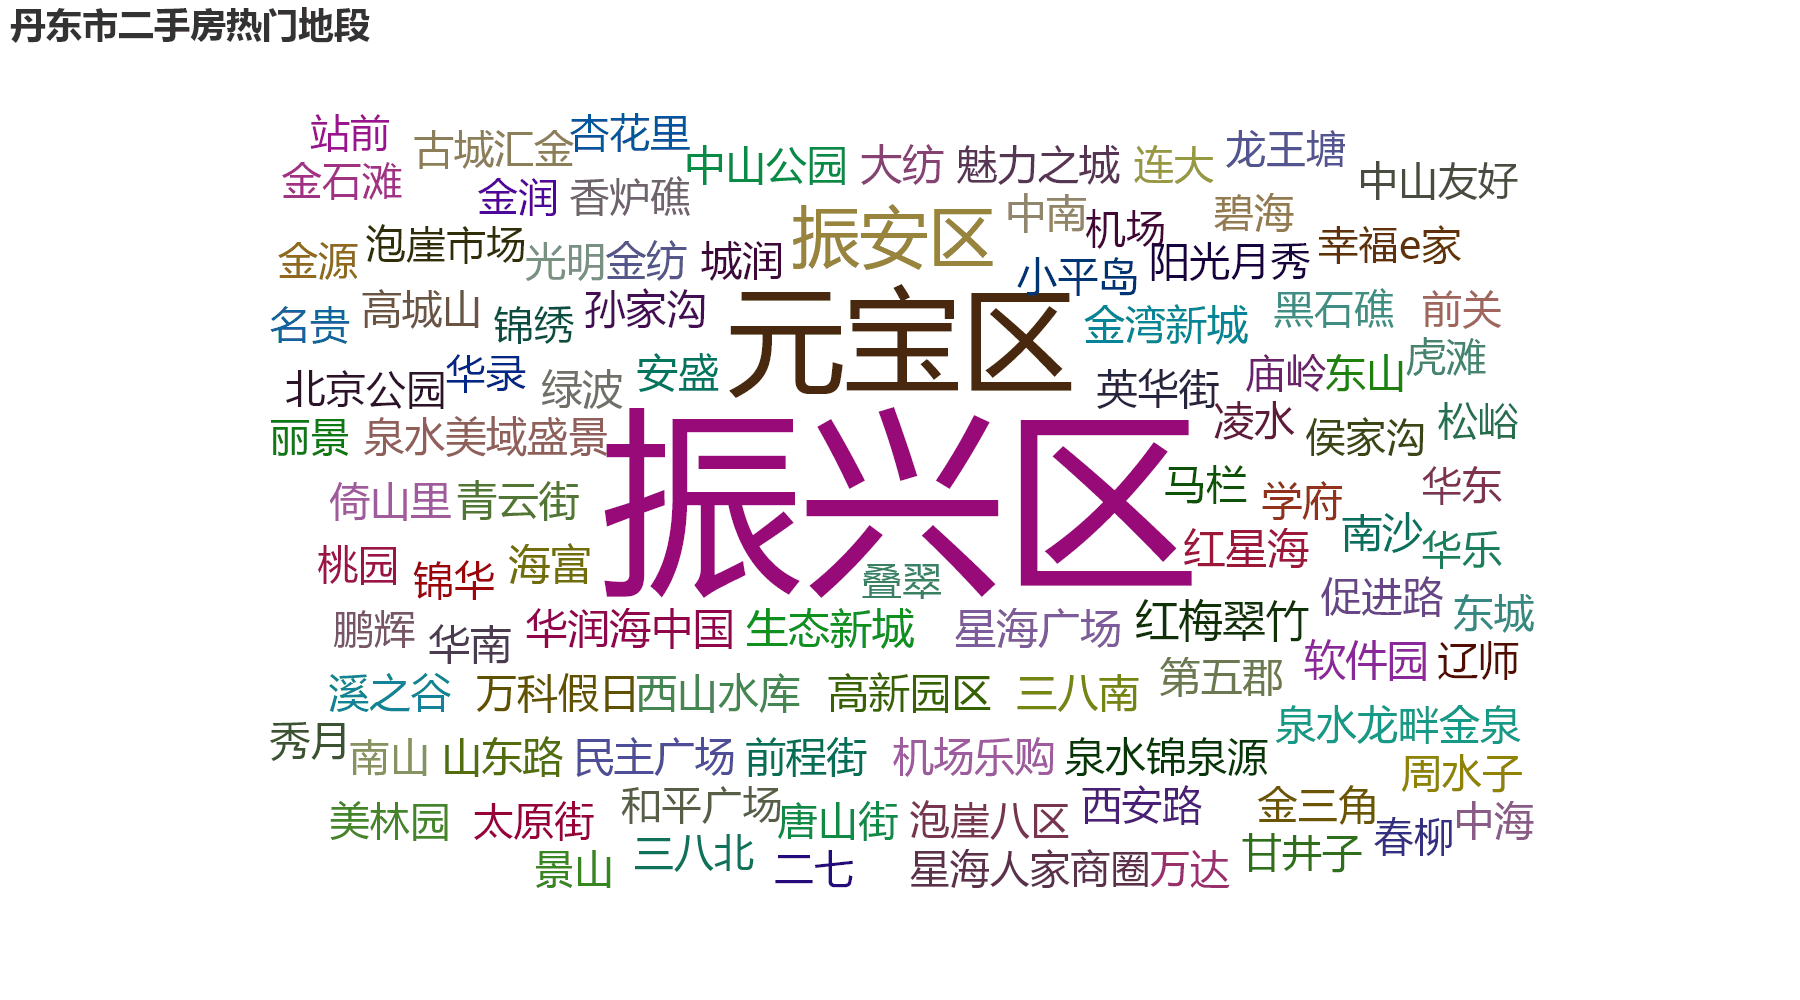 丹东市二手房热门地段
站前
古城汇金
杏花里
金石滩
金润
香炉礁
中山公园
大纺
魅力之城
连大
龙王塘
中山友好
金源
泡崖市场
光明
金纺
城润
振安区
中南
机场
碧海
小平岛
阳光月秀
幸福e家
名贵
高城山
锦绣
孙家沟
元宝区
金湾新城
黑石礁
前关
北京公园
华录
绿波
安盛
英华街
庙岭
东山
虎滩
丽景
泉水美域盛景
振兴区
凌水
侯家沟
松峪
倚山里
青云街
马栏
学府
华东
桃园
锦华
海富
叠翠
红星海
南沙
华乐
鹏辉
华南
华润海中国
生态新城
星海广场
红梅翠竹
促进路
东城
溪之谷
万科假日
西山水库
高新园区
三八南
第五郡
软件园
辽师
秀月
南山
山东路
民主广场
前程街
机场乐购
泉水锦泉源
泉水龙畔金泉
周水子
美林园
太原街
和平广场
唐山街
泡崖八区
西安路
金三角
春柳
中海
景山
三八北
二七
星海人家商圈
万达
甘井子